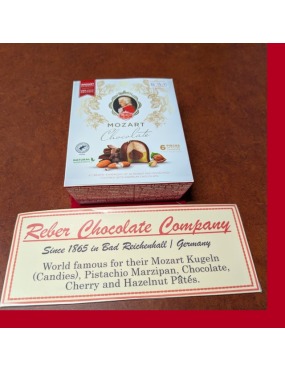 MOZART
Chocolate
6
Reber Chocolate Company
Since 1865 in Bad Reichenhall | Germany
World famous for their Mozart Kugeln
(Candies), Pistachio Marzipan, Chocolate,
Cherry and Hazelnut Pâtés.